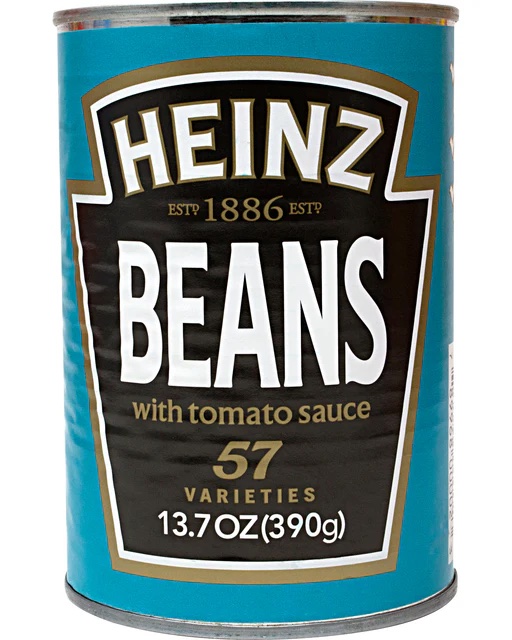 HEINZ
ESTD 1886 ESTD
BEANS
with tomato sauce
57
VARIETIES
13.7 OZ (390g)